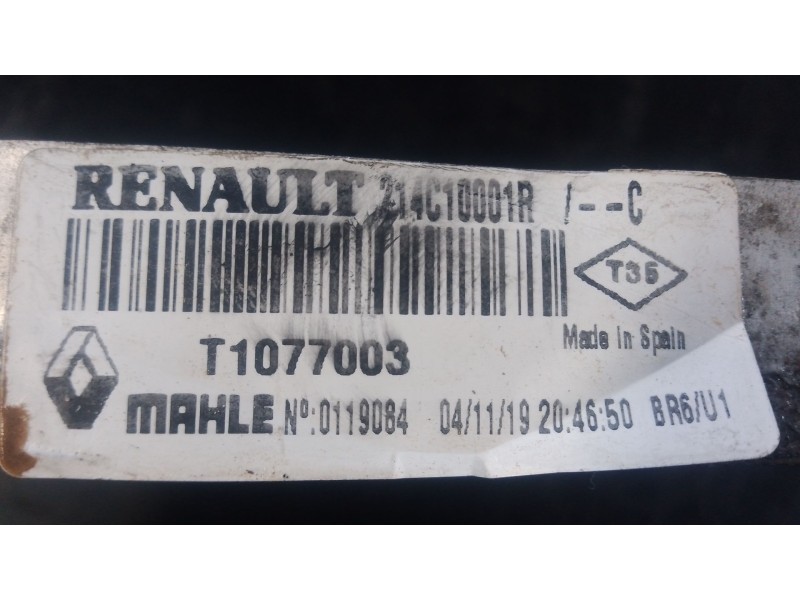 RENAULT 214C10001R /--C
T35
T1077003
Made in Spain
MAHLE Nº:0119084 04/11/19 20:46:50 BR6/U1